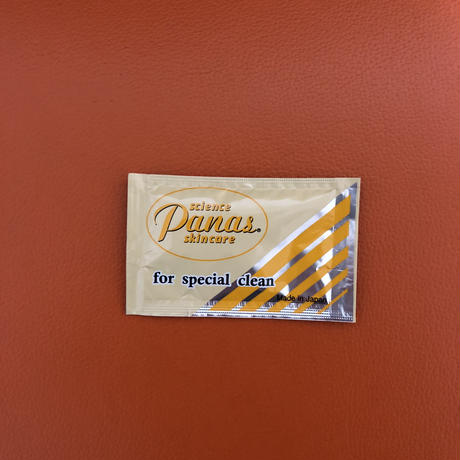 science
Panas®
skincare
for special clean
Made in Japan